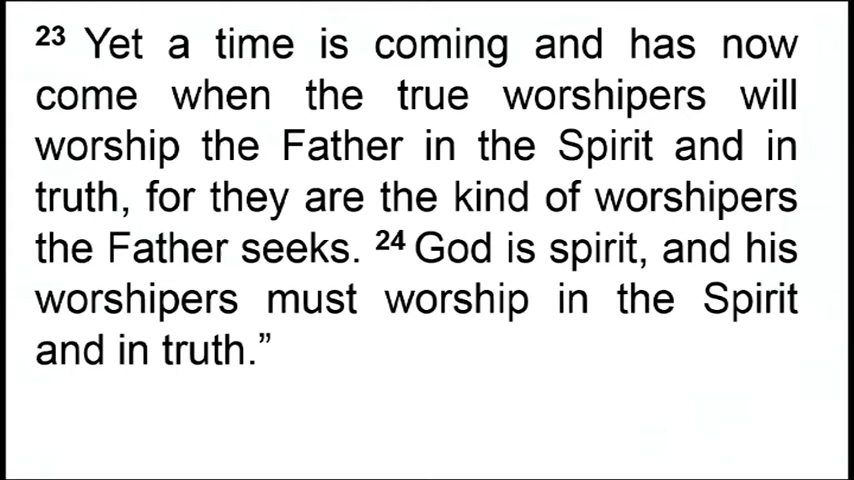 23 Yet a time is coming and has now
come when the true worshipers will
worship the Father in the Spirit and in
truth, for they are the kind of worshipers
the Father seeks. 24 God is spirit, and his
worshipers must worship in the Spirit
and in truth.”